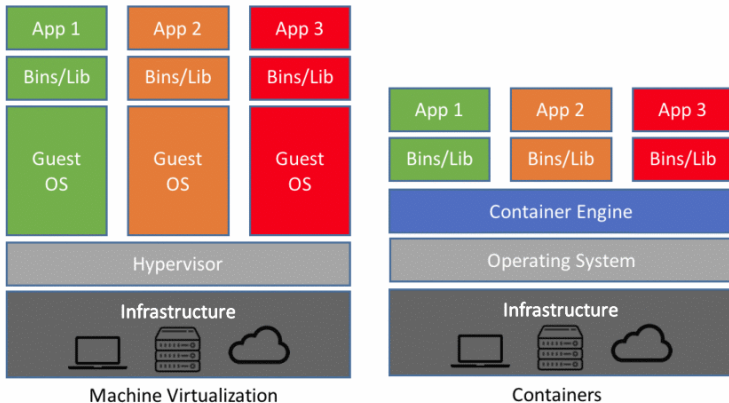 App 1
App 2
App 3
Bins/Lib
Bins/Lib
Bins/Lib
Guest
OS
Guest
OS
Guest
OS
Hypervisor
Infrastructure
Machine Virtualization
App 1
App 2
App 3
Bins/Lib
Bins/Lib
Bins/Lib
Container Engine
Operating System
Infrastructure
Containers